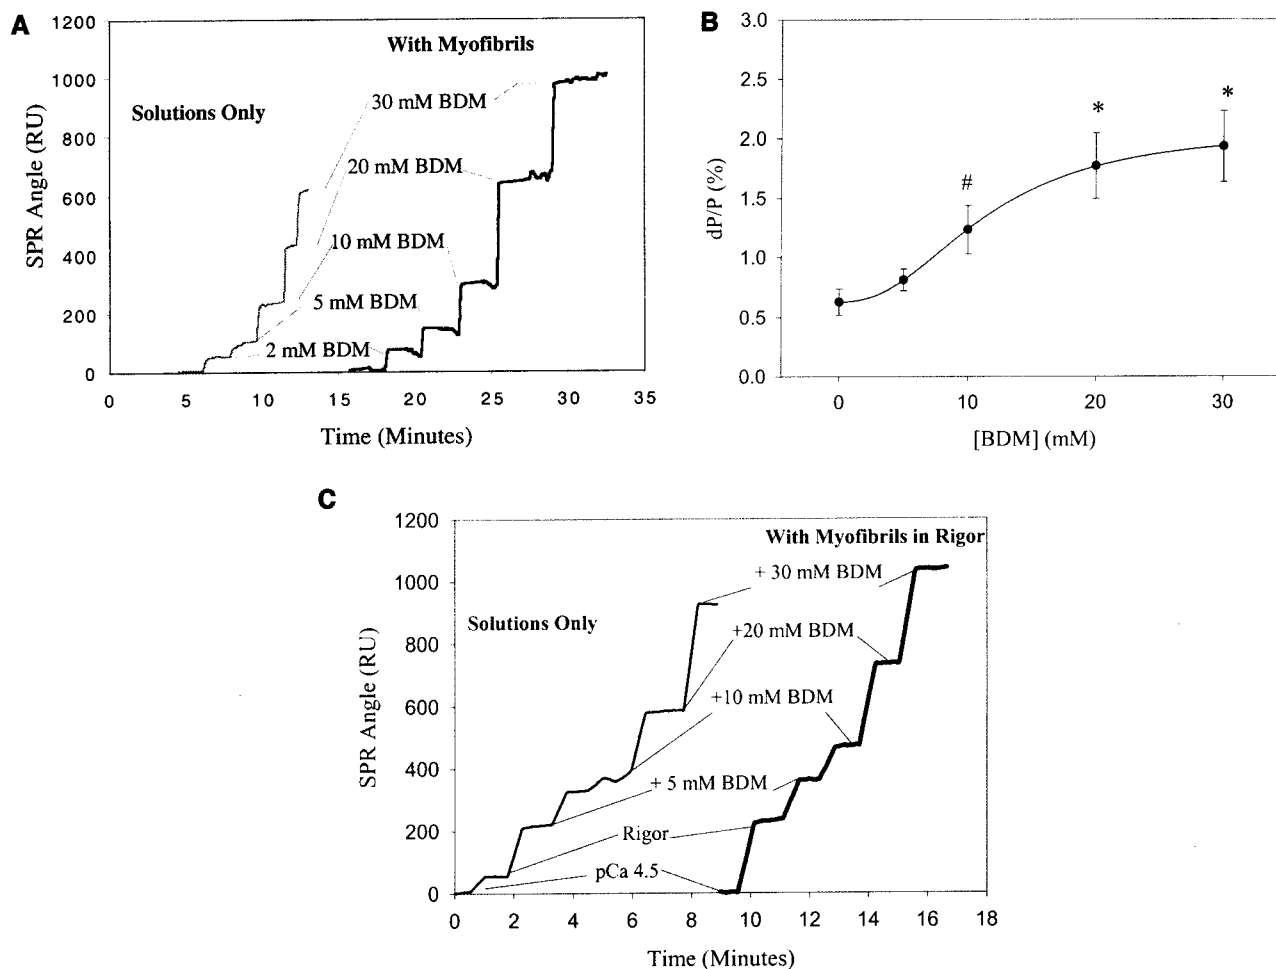 A
1200
1000
800
600
400
200
0
SPR Angle (RU)
With Myofibrils
Solutions Only
30 mM BDM
20 mM BDM
10 mM BDM
5 mM BDM
2 mM BDM
0 5 10 15 20 25 30 35
Time (Minutes)
B
3.0
2.5
2.0
1.5
1.0
0.5
0.0
dP/P (%)
#
*
*
0 10 20 30
[BDM] (mM)
C
1200
1000
800
600
400
200
0
SPR Angle (RU)
With Myofibrils in Rigor
Solutions Only
+ 30 mM BDM
+20 mM BDM
+10 mM BDM
+ 5 mM BDM
Rigor
pCa 4.5
0 2 4 6 8 10 12 14 16 18
Time (Minutes)